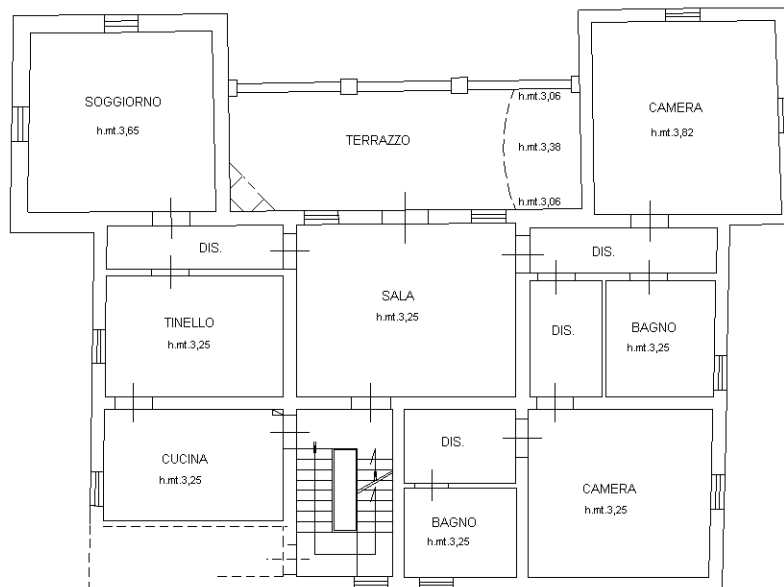 SOGGIORNO
h.mt.3,65
TERRAZZO
h.mt.3,06
h.mt.3,38
h.mt.3,06
CAMERA
h.mt.3,82
DIS.
SALA
h.mt.3,25
DIS.
TINELLO
h.mt.3,25
DIS.
BAGNO
h.mt.3,25
CUCINA
h.mt.3,25
DIS.
BAGNO
h.mt.3,25
CAMERA
h.mt.3,25